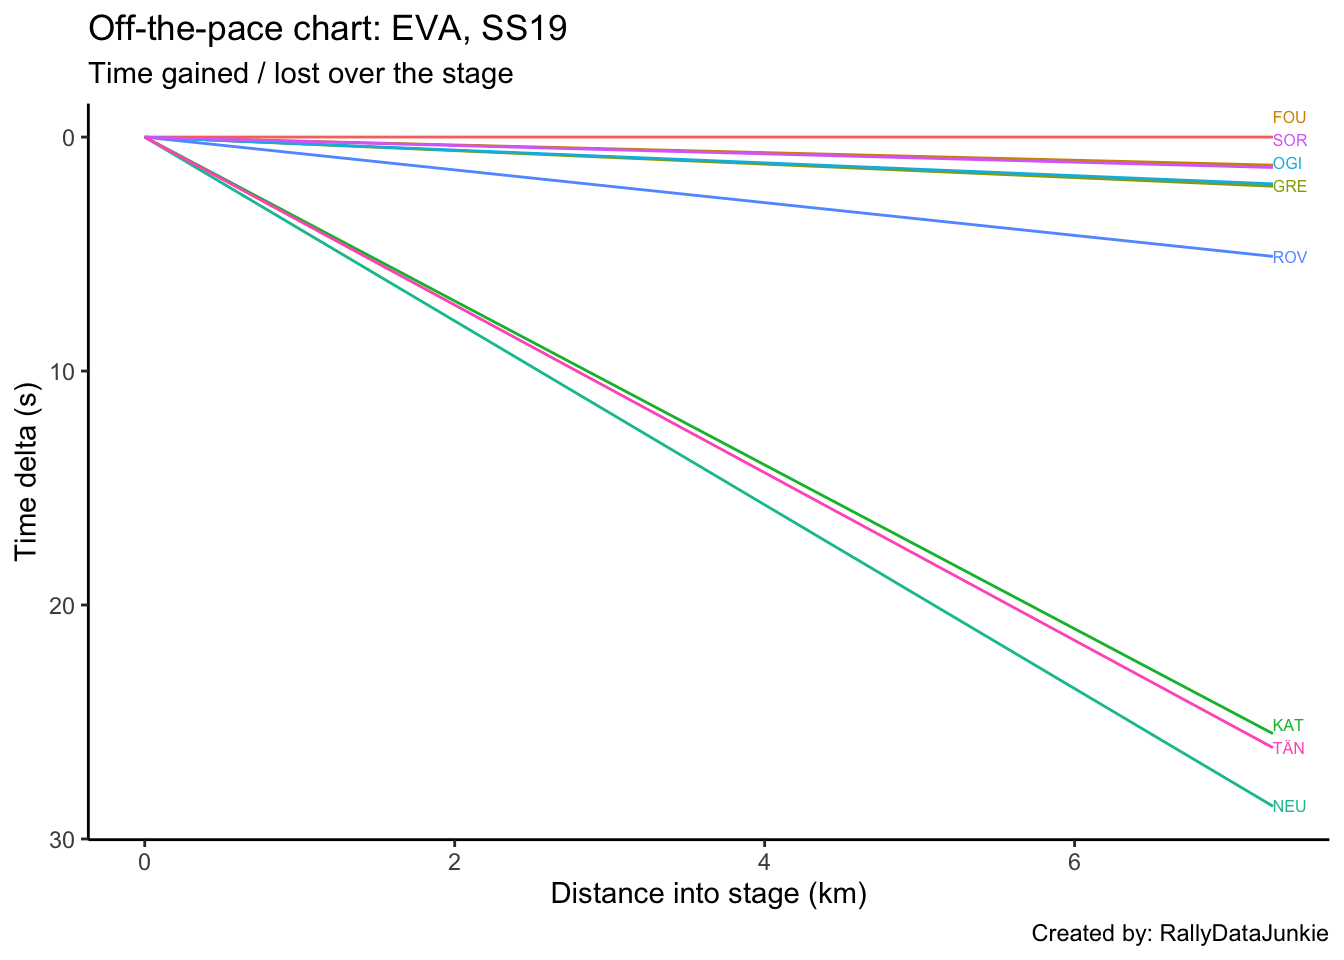 Off-the-pace chart: EVA, SS19
Time gained / lost over the stage
FOU
0
SOR
OGI
GRE
ROV
10
Time delta (s)
20
KAT
TÄN
NEU
30
0 2 4 6
Distance into stage (km)
Created by: RallyDataJunkie